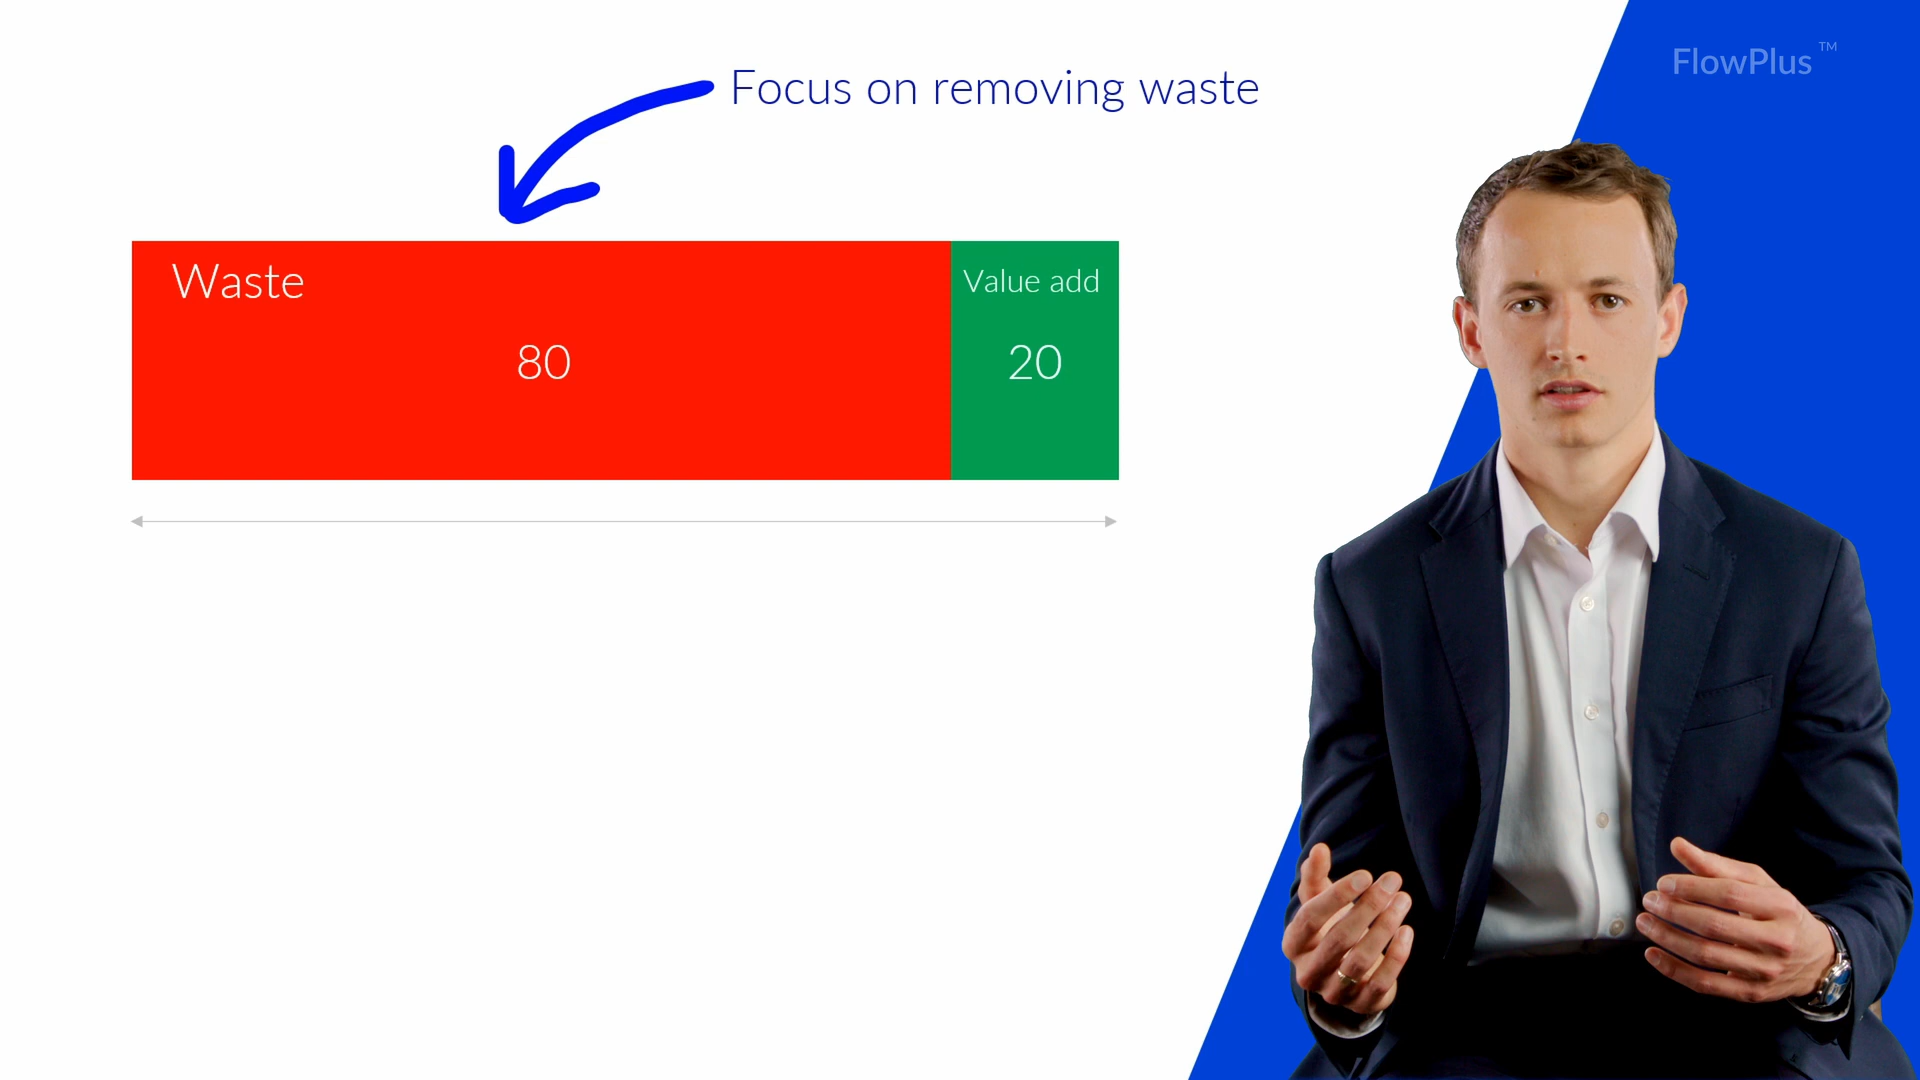 FlowPlus™
Focus on removing waste
Waste
Value add
80
20